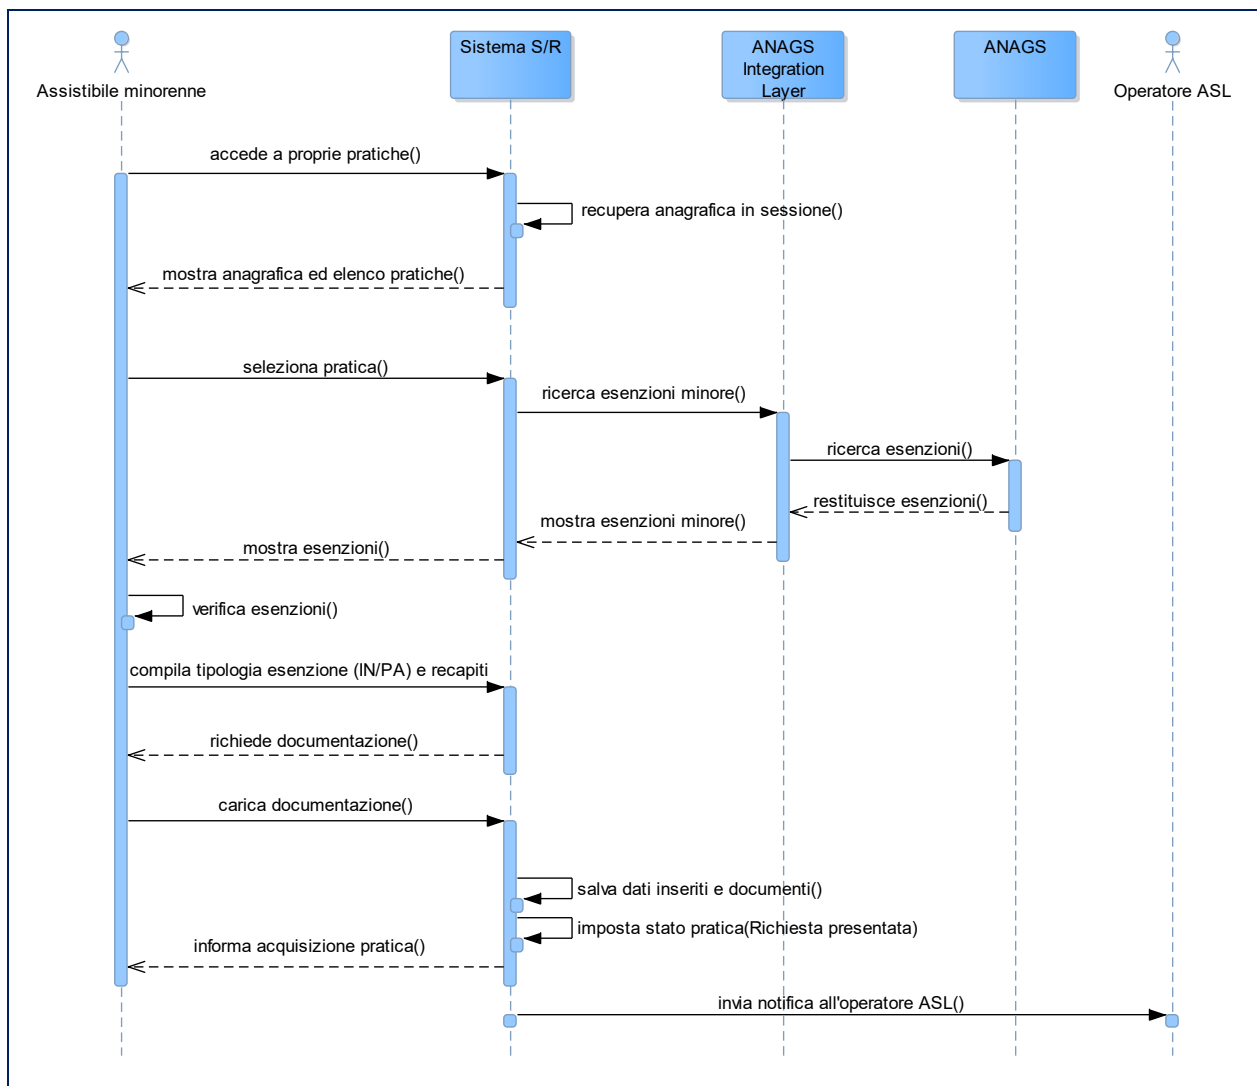 Assistibile minorenne
Sistema S/R
ANAGS
Integration
Layer
ANAGS
Operatore ASL
accede a proprie pratiche()
recupera anagrafica in sessione()
mostra anagrafica ed elenco pratiche()
seleziona pratica()
ricerca esenzioni minore()
ricerca esenzioni()
restituisce esenzioni()
mostra esenzioni minore()
mostra esenzioni()
verifica esenzioni()
compila tipologia esenzione (IN/PA) e recapiti
richiede documentazione()
carica documentazione()
salva dati inseriti e documenti()
imposta stato pratica(Richiesta presentata)
informa acquisizione pratica()
invia notifica all'operatore ASL()